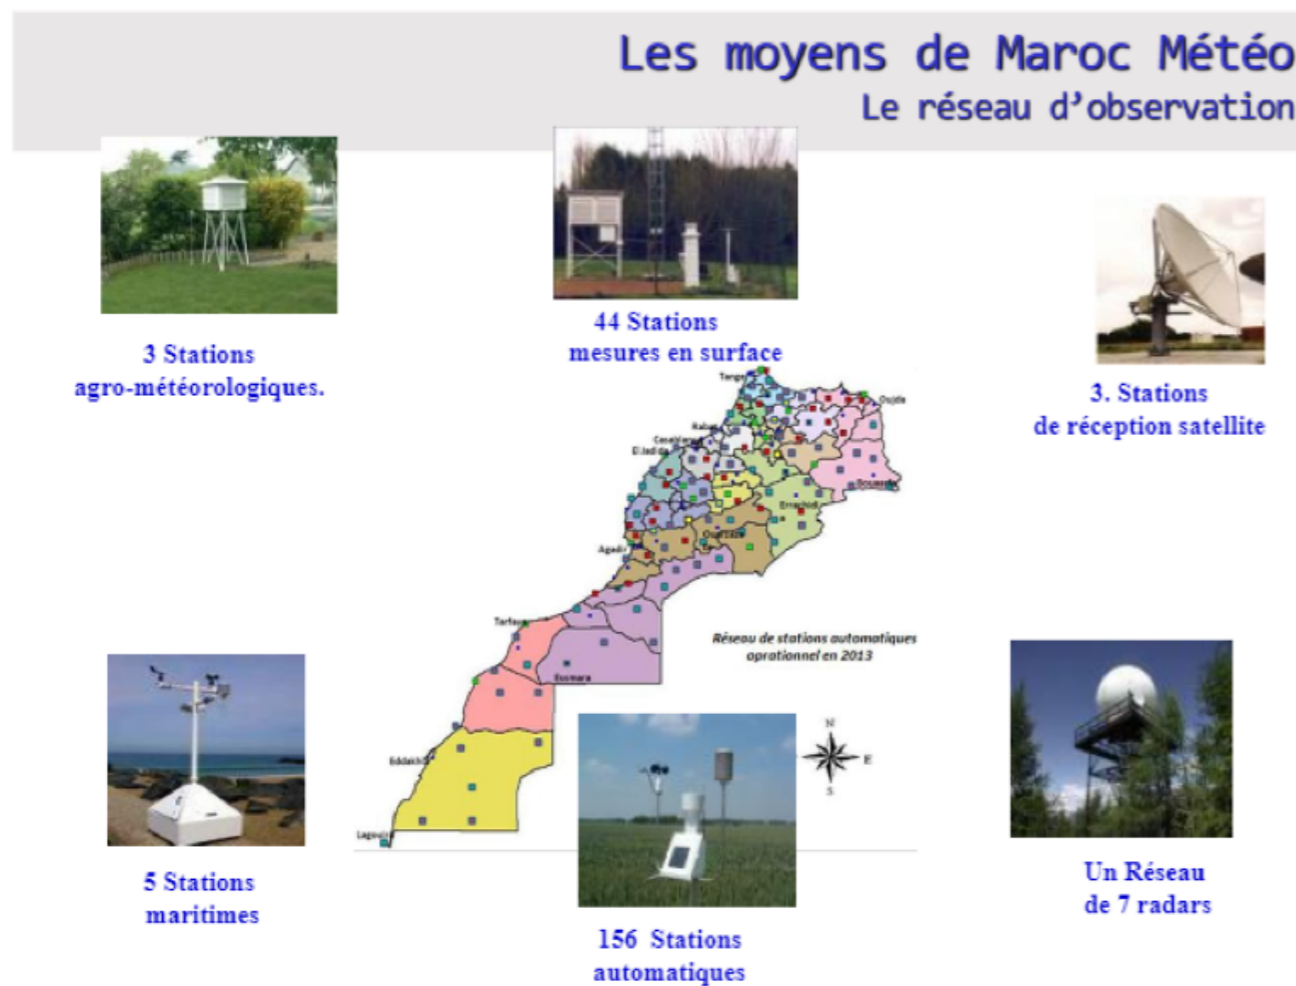 Les moyens de Maroc Météo
Le réseau d’observation
3 Stations
agro-météorologiques.
44 Stations
mesures en surface
3. Stations
de réception satellite
Tanger
Oujda
Rabat
Casablanca
El Jadida
Bouarfa
Errachidi
a
Ouarzaza
Agadir
Tarfaya
Réseau de stations automatiques
oprationnel en 2013
Essmara
N
E
S
Eddakhla
Lagouira
5 Stations
maritimes
156 Stations
automatiques
Un Réseau
de 7 radars